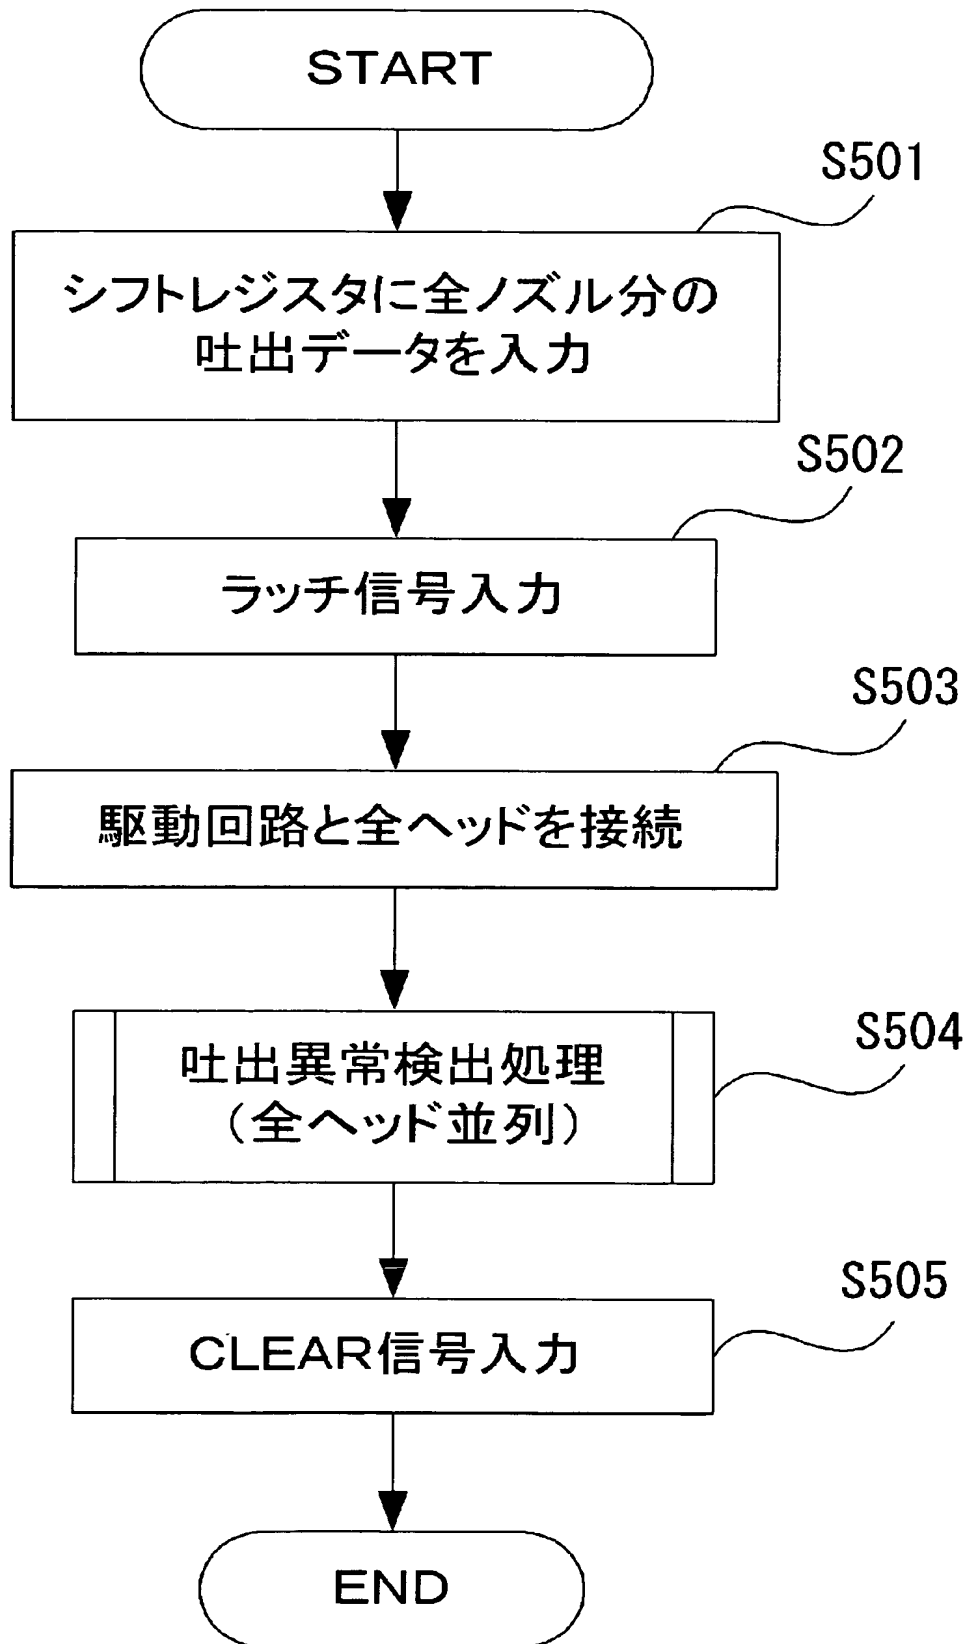 START
S501
シフトレジスタに全ノズル分の
吐出データを入力
S502
ラッチ信号入力
S503
駆動回路と全ヘッドを接続
S504
吐出異常検出処理
（全ヘッド並列）
S505
CLEAR信号入力
END